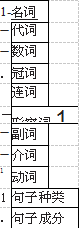 1-名词
–代词
–数词
. 冠词
连词
1
–副词
–介词
动词
1 句子种类
. 句子成分